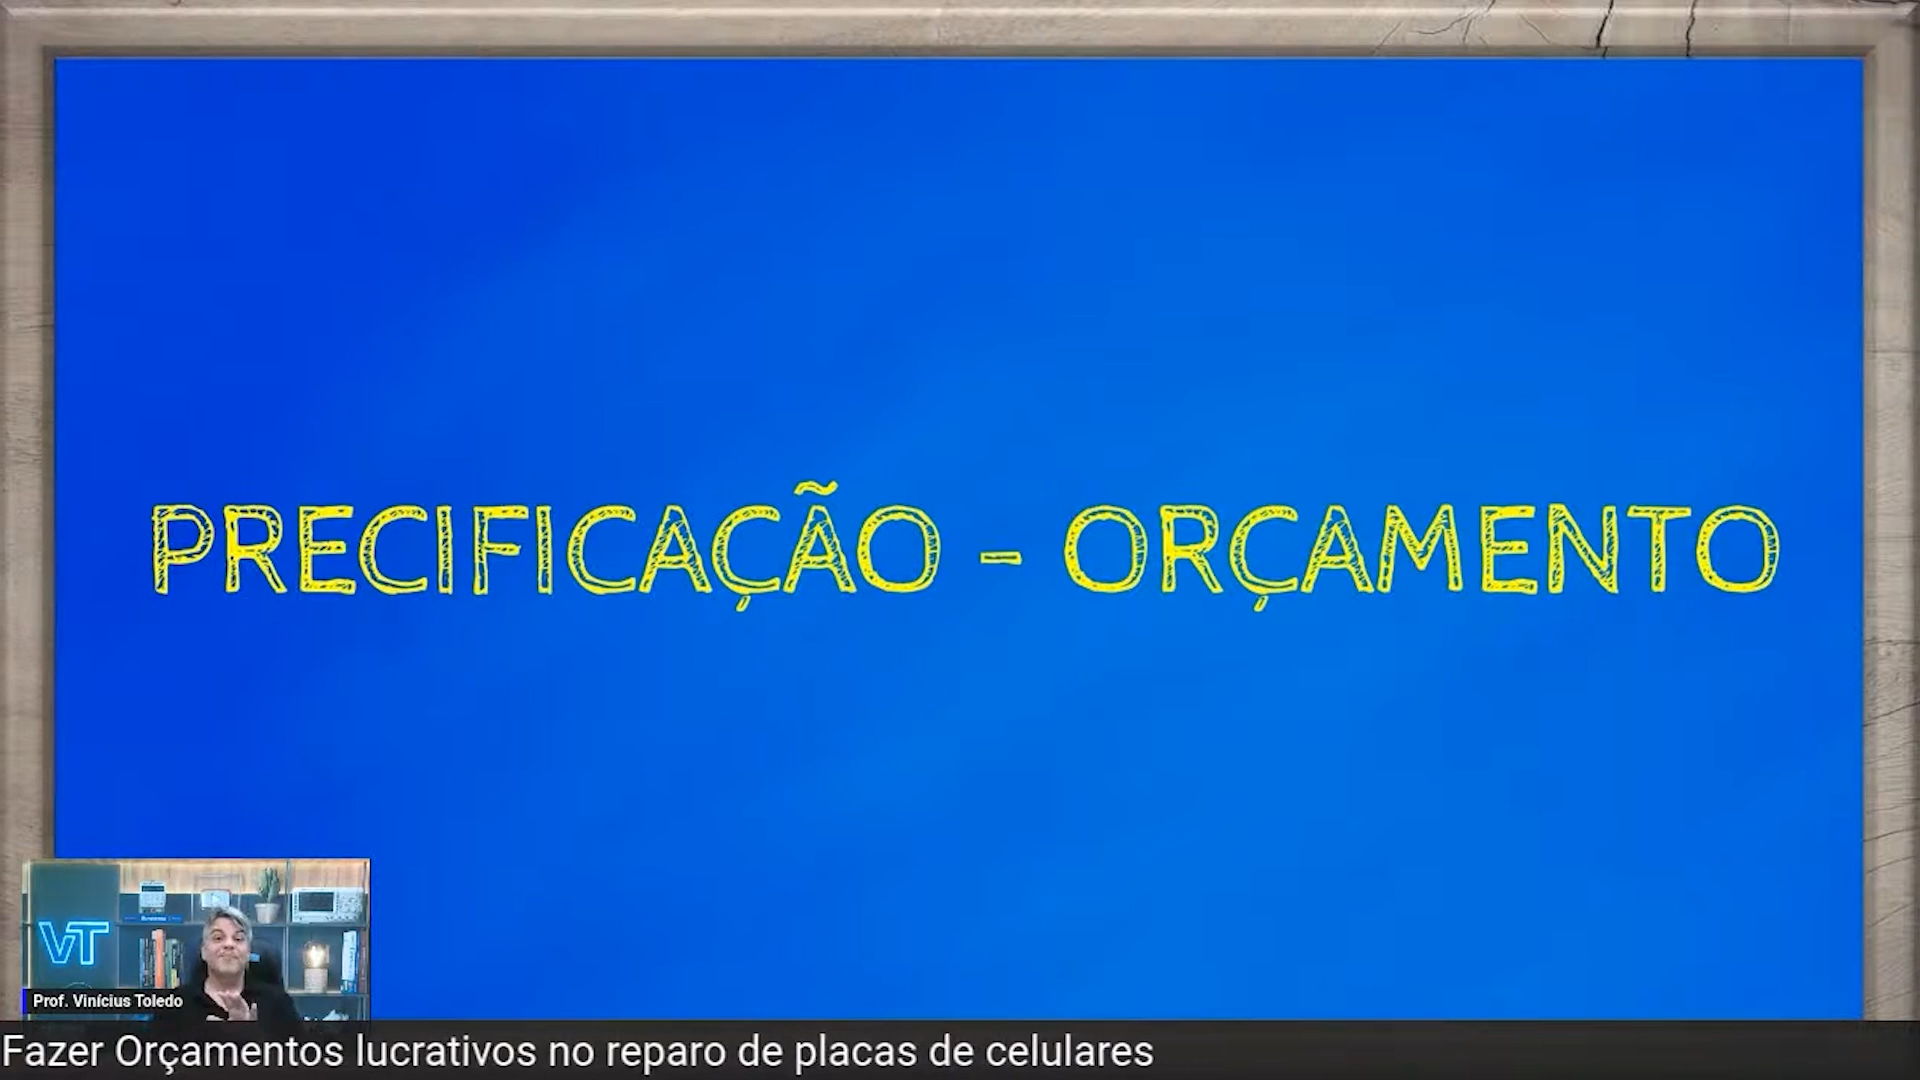 PRECIFICAÇÃO - ORÇAMENTO
VT
Prof. Vinícius Toledo
Fazer Orçamentos lucrativos no reparo de placas de celulares